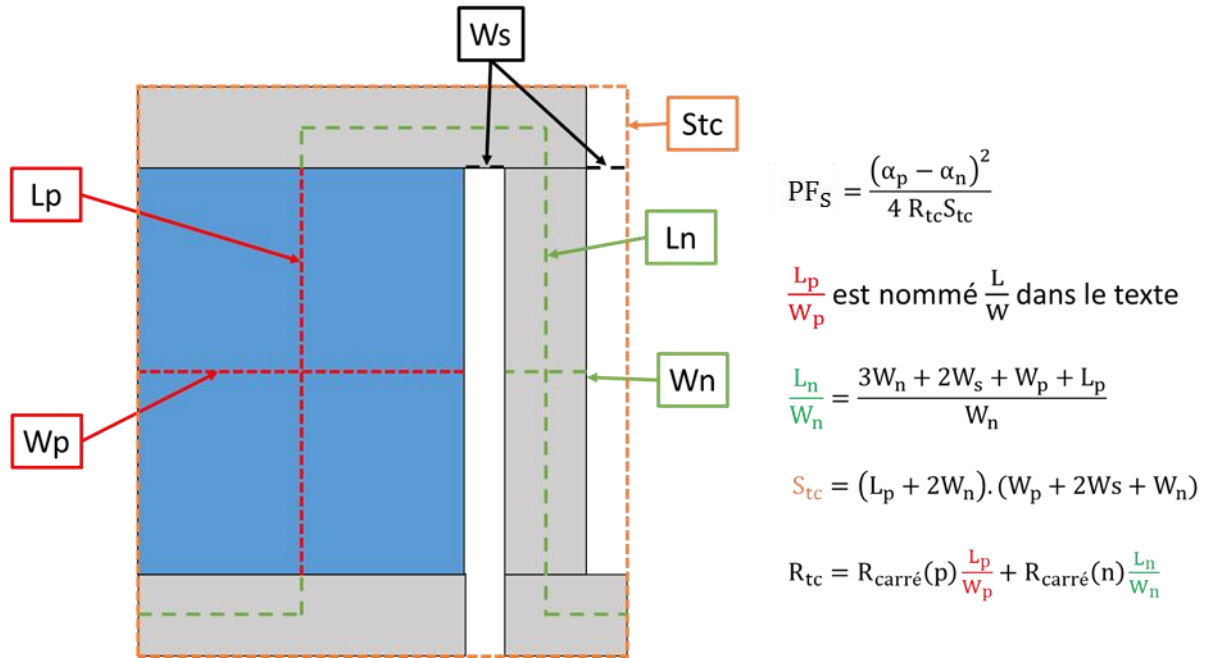 Ws
Stc
Lp
Ln
Wn
Wp
PF_S = (α_p − α_n)² / 4 R_tc S_tc
L_p/W_p est nommé L/W dans le texte
L_n/W_n = (3W_n + 2W_s + W_p + L_p) / W_n
S_tc = (L_p + 2W_n).(W_p + 2Ws + W_n)
R_tc = R_carré(p) L_p/W_p + R_carré(n) L_n/W_n